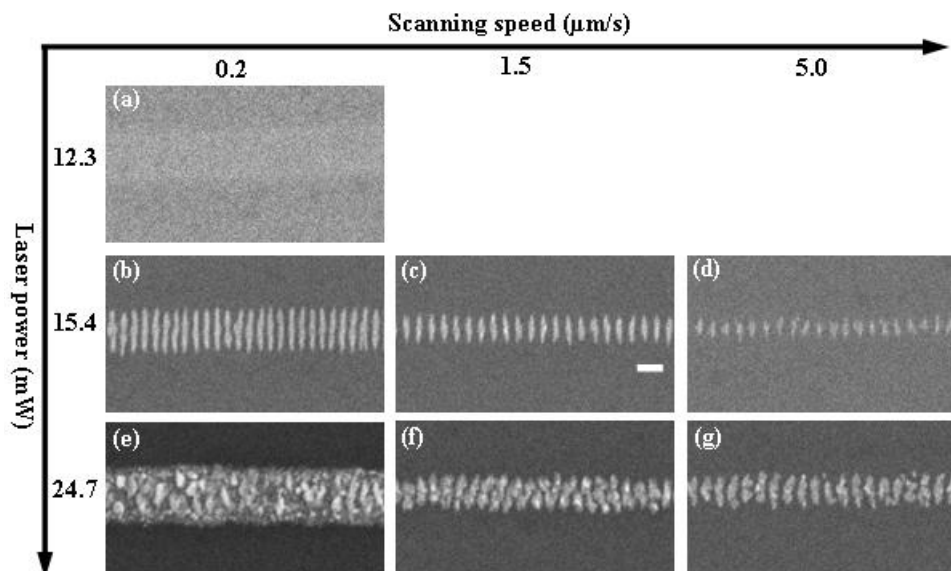 Scanning speed (µm/s)
0.2 1.5 5.0
Laser power (mW)
(a)
12.3
(b) (c) (d)
15.4
(e) (f) (g)
24.7